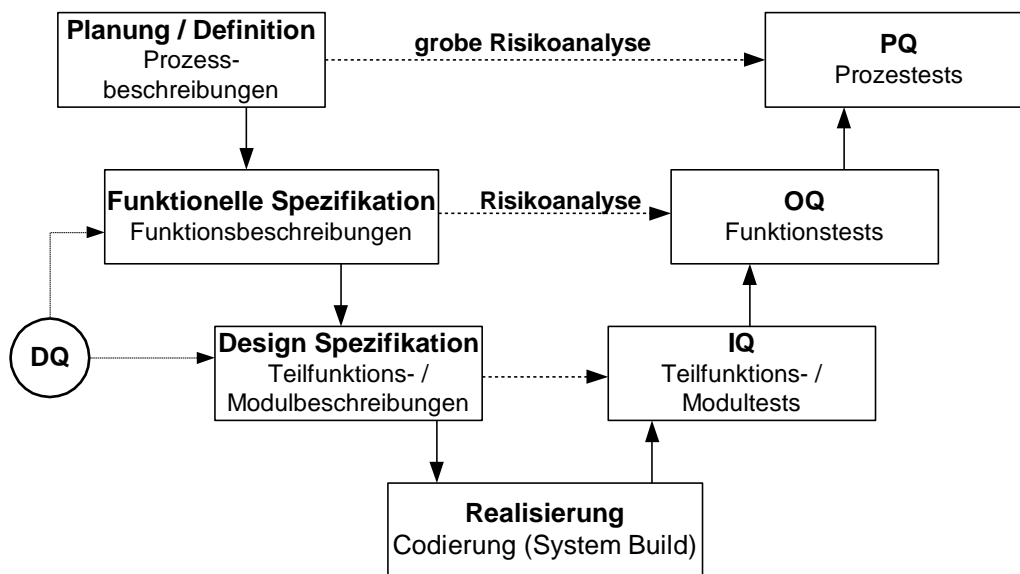 Planung / Definition
Prozess-
beschreibungen
grobe Risikoanalyse
PQ
Prozestests
Funktionelle Spezifikation
Funktionsbeschreibungen
Risikoanalyse
OQ
Funktionstests
DQ
Design Spezifikation
Teilfunktions- /
Modulbeschreibungen
IQ
Teilfunktions- /
Modultests
Realisierung
Codierung (System Build)